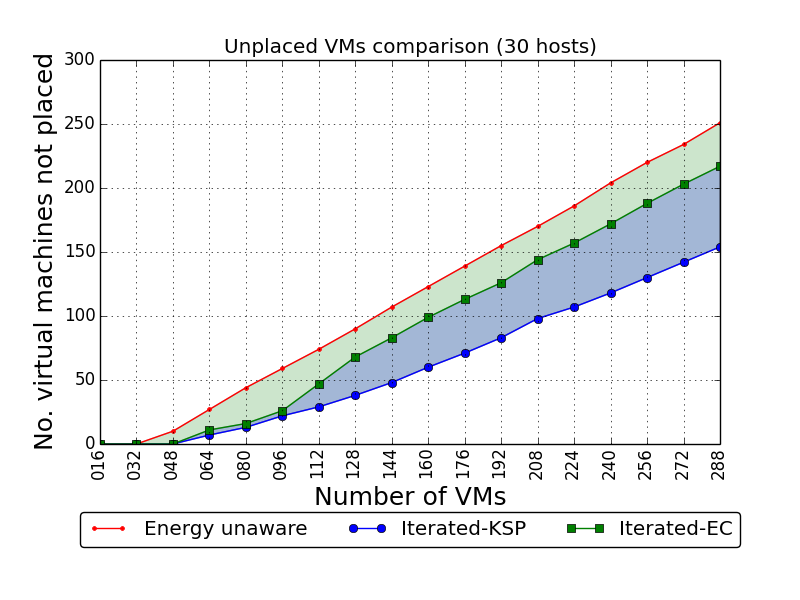 Unplaced VMs comparison (30 hosts)
No. virtual machines not placed
300
250
200
150
100
50
0
016 032 048 064 080 096 112 128 144 160 176 192 208 224 240 256 272 288
Number of VMs
Energy unaware Iterated-KSP Iterated-EC